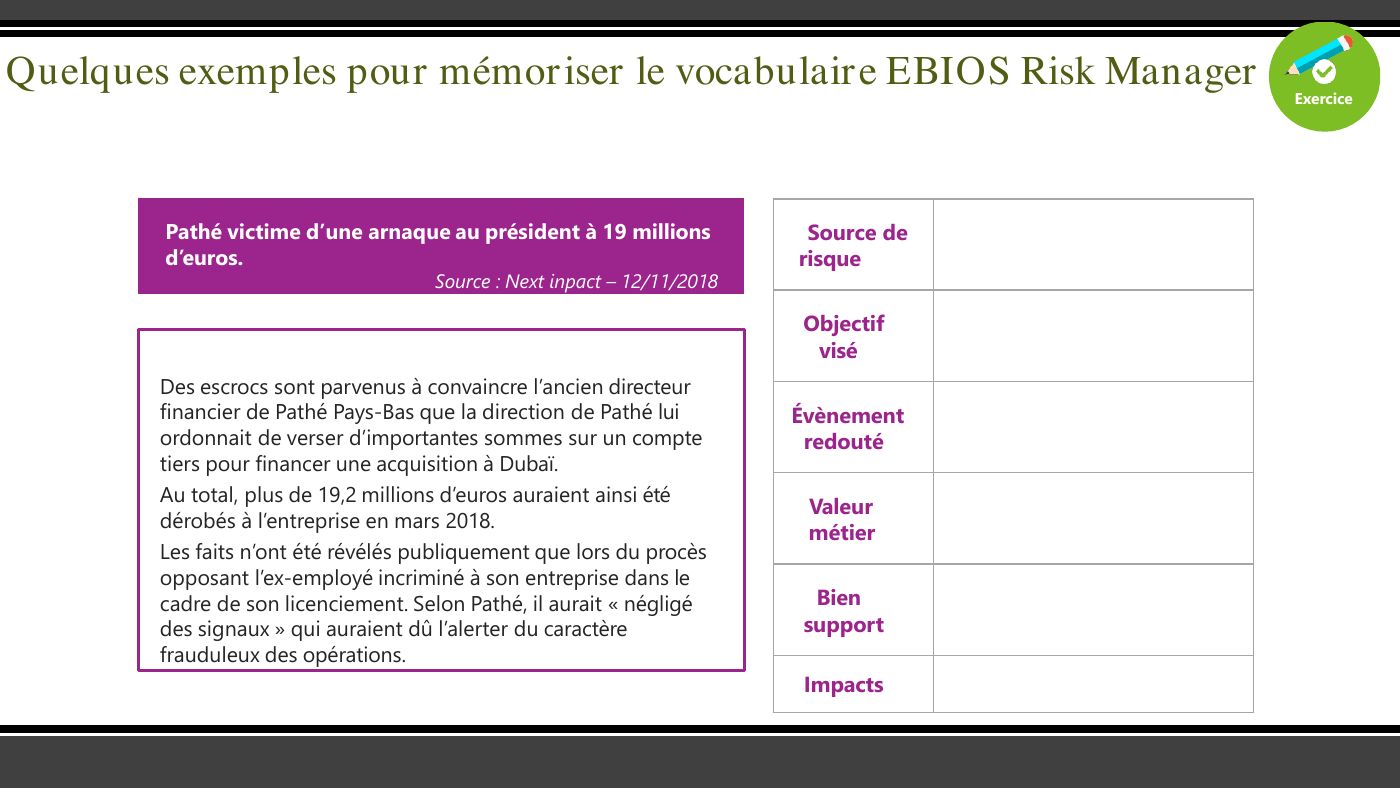 Quelques exemples pour mémoriser le vocabulaire EBIOS Risk Manager
Exercice
Pathé victime d’une arnaque au président à 19 millions
d’euros.
Source : Next inpact – 12/11/2018
Des escrocs sont parvenus à convaincre l’ancien directeur
financier de Pathé Pays-Bas que la direction de Pathé lui
ordonnait de verser d’importantes sommes sur un compte
tiers pour financer une acquisition à Dubaï.
Au total, plus de 19,2 millions d’euros auraient ainsi été
dérobés à l’entreprise en mars 2018.
Les faits n’ont été révélés publiquement que lors du procès
opposant l’ex-employé incriminé à son entreprise dans le
cadre de son licenciement. Selon Pathé, il aurait « négligé
des signaux » qui auraient dû l’alerter du caractère
frauduleux des opérations.
Source de
risque
Objectif
visé
Évènement
redouté
Valeur
métier
Bien
support
Impacts